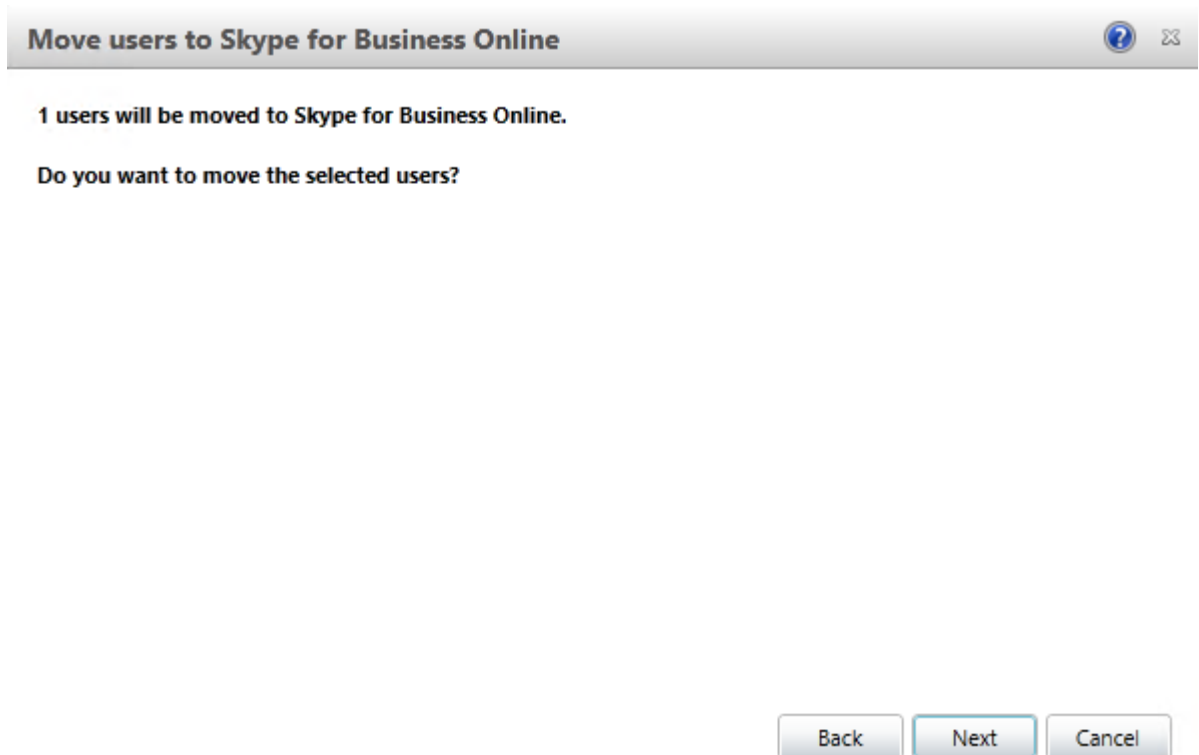 Move users to Skype for Business Online
?
1 users will be moved to Skype for Business Online.
Do you want to move the selected users?
Back Next Cancel